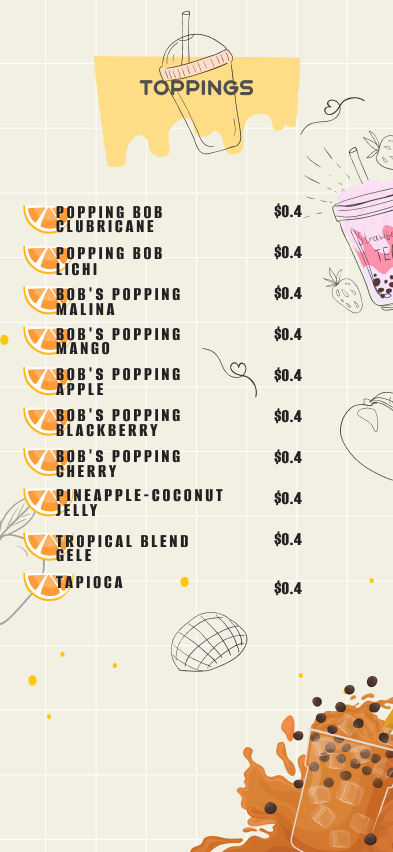 TOPPINGS
POPPING BOB $0.4
CLUBRICANE
POPPING BOB $0.4
LICHI
BOB'S POPPING $0.4
MALINA
BOB'S POPPING $0.4
MANGO
BOB'S POPPING $0.4
APPLE
BOB'S POPPING $0.4
BLACKBERRY
BOB'S POPPING $0.4
CHERRY
PINEAPPLE-COCONUT $0.4
JELLY
TROPICAL BLEND $0.4
GELE
TAPIOCA $0.4